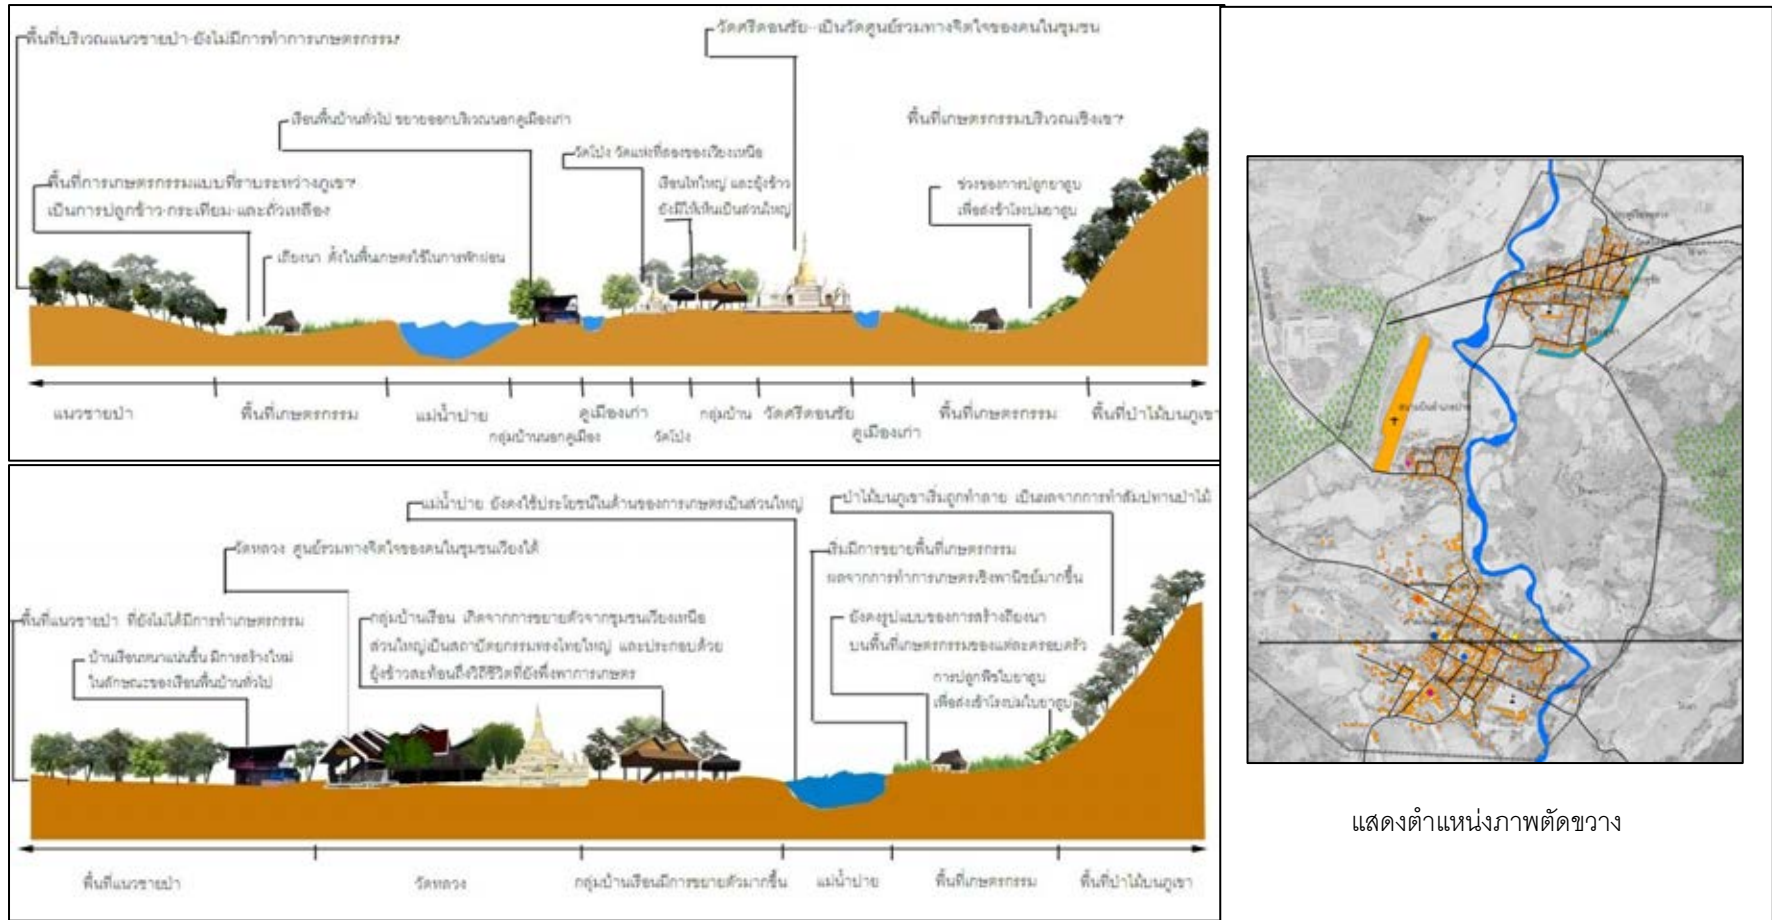 พื้นที่บริเวณแนวชายป่า-ยังไม่มีการทำการเกษตรกรรม
วัดศรีดอนชัย--เป็นวัดศูนย์รวมทางจิตใจของคนในชุมชน
เรือนพื้นบ้านทั่วไป ขยายออกบริเวณนอกคูเมืองเก่า
พื้นที่เกษตรกรรมบริเวณเชิงเขา
วัดโป่ง วัดแห่งที่สองของเวียงเหนือ
พื้นที่การเกษตรกรรมแบบที่ราบระหว่างภูเขา
เป็นการปลูกข้าว-กระเทียม-และถั่วเหลือง
เรือนไทใหญ่ และยุ้งข้าว
ยังมีให้เห็นเป็นส่วนใหญ่
ช่วงของการปลูกยาสูบ
เพื่อส่งเข้าโรงบ่มยาสูบ
เถียงนา ตั้งในพื้นเกษตรใช้ในการพักผ่อน
แนวชายป่า
พื้นที่เกษตรกรรม
แม่น้ำปาย
กลุ่มบ้านนอกคูเมือง
คูเมืองเก่า
วัดโป่ง
กลุ่มบ้าน
วัดศรีดอนชัย
คูเมืองเก่า
พื้นที่เกษตรกรรม
พื้นที่ป่าไม้บนภูเขา
แม่น้ำปาย ยังคงใช้ประโยชน์ในด้านของการเกษตรเป็นส่วนใหญ่
ป่าไม้บนภูเขาเริ่มถูกทำลาย เป็นผลจากการทำสัมปทานป่าไม้
วัดหลวง ศูนย์รวมทางจิตใจของคนในชุมชนเวียงใต้
เริ่มมีการขยายพื้นที่เกษตรกรรม
ผลจากการทำการเกษตรเชิงพานิชย์มากขึ้น
พื้นที่แนวชายป่า ที่ยังไม่ได้มีการทำเกษตรกรรม
กลุ่มบ้านเรือน เกิดจากการขยายตัวจากชุมชนเวียงเหนือ
ส่วนใหญ่เป็นสถาปัตยกรรมทรงไทยใหญ่ และประกอบด้วย
ยุ้งข้าวสะท้อนถึงวิถีชีวิตที่ยังพึ่งพาการเกษตร
ยังคงรูปแบบของการสร้างเถียงนา
บนพื้นที่เกษตรกรรมของแต่ละครอบครัว
บ้านเรือนหนาแน่นขึ้น มีการสร้างใหม่
ในลักษณะของเรือนพื้นบ้านทั่วไป
การปลูกพืชใบยาสูบ
เพื่อส่งเข้าโรงบ่มใบยาสูบ
พื้นที่แนวชายป่า
วัดหลวง
กลุ่มบ้านเรือนมีการขยายตัวมากขึ้น
แม่น้ำปาย
พื้นที่เกษตรกรรม
พื้นที่ป่าไม้บนภูเขา
แสดงตำแหน่งภาพตัดขวาง